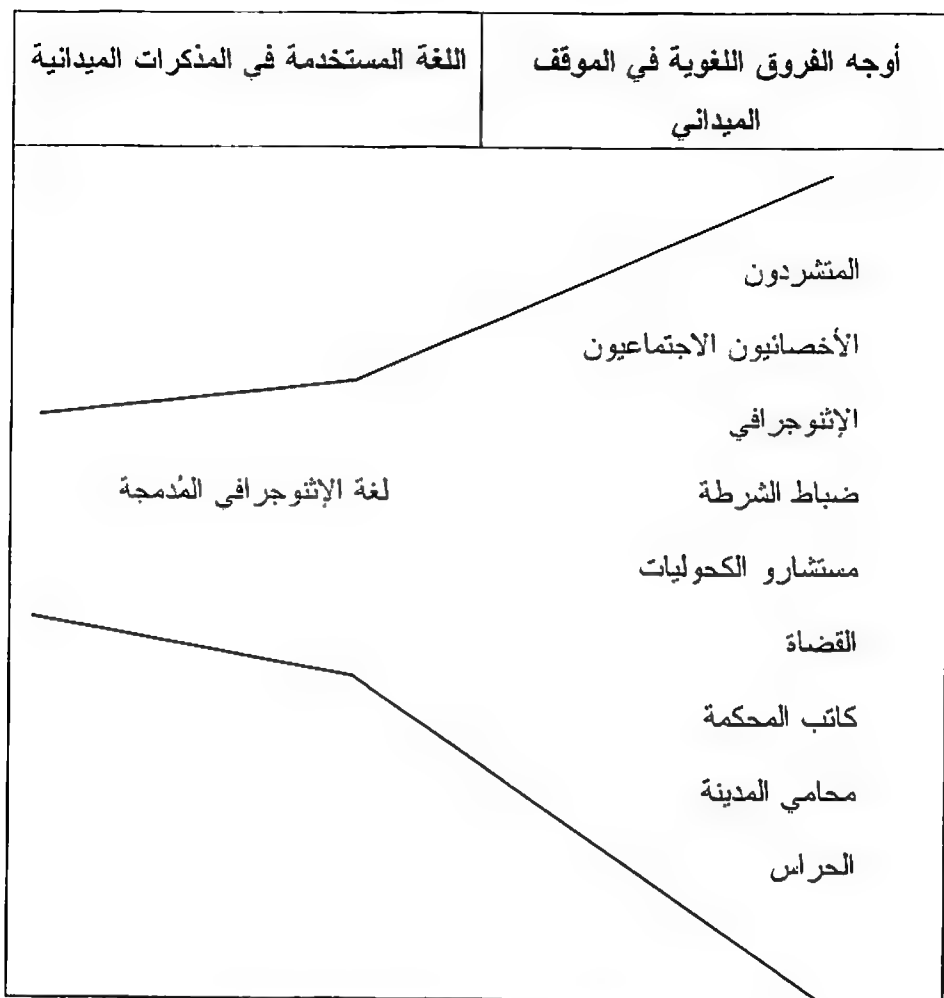 أوجه الفروق اللغوية في الموقف
الميداني
اللغة المستخدمة في المذكرات الميدانية
المتشردون
الأخصائيون الاجتماعيون
الإثنوجرافي
لغة الإثنوجرافي المُدمجة
ضباط الشرطة
مستشارو الكحوليات
القضاة
كاتب المحكمة
محامي المدينة
الحراس